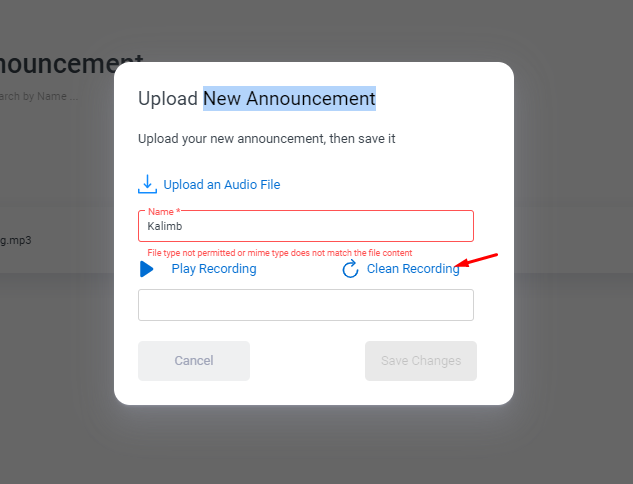 nouncement
arch by Name ...
Upload New Announcement
Upload your new announcement, then save it
Upload an Audio File
Name *
Kalimb
g.mp3
File type not permitted or mime type does not match the file content
Play Recording Clean Recording
Cancel Save Changes